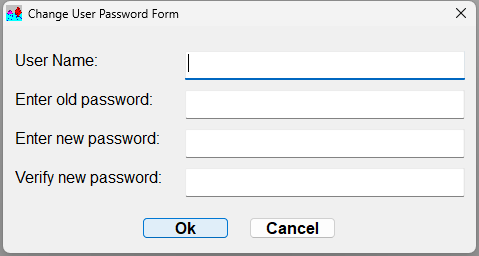 Change User Password Form
User Name:
Enter old password:
Enter new password:
Verify new password:
Ok Cancel